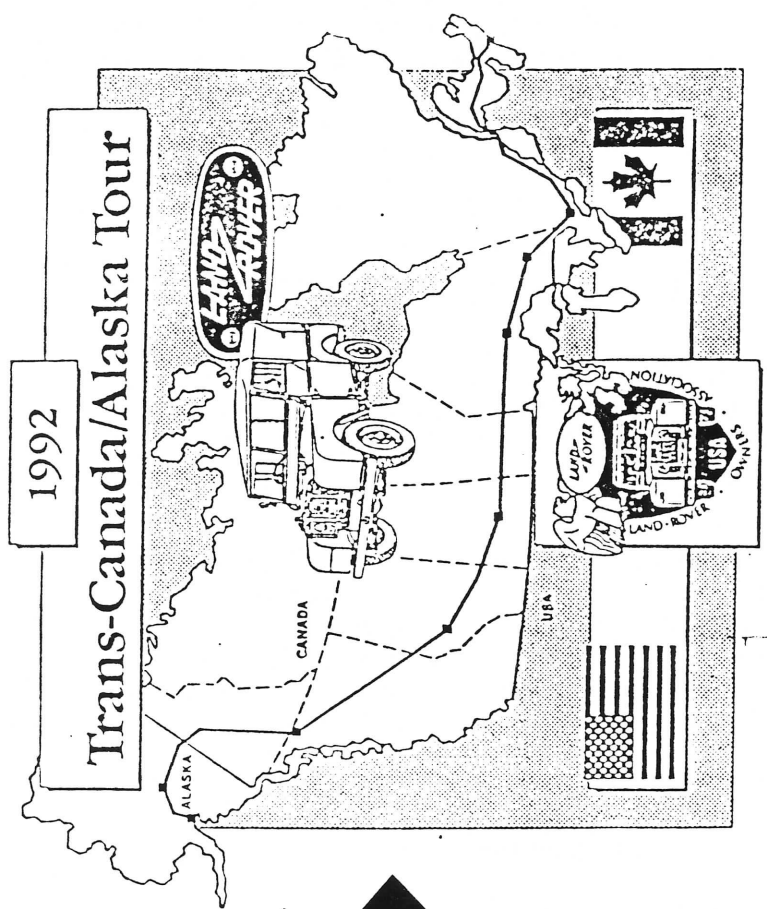 1992
Trans-Canada/Alaska Tour
LAND ROVER
ALASKA
CANADA
USA
LAND ROVER
USA
LAND-ROVER OWNERS' ASSOCIATION